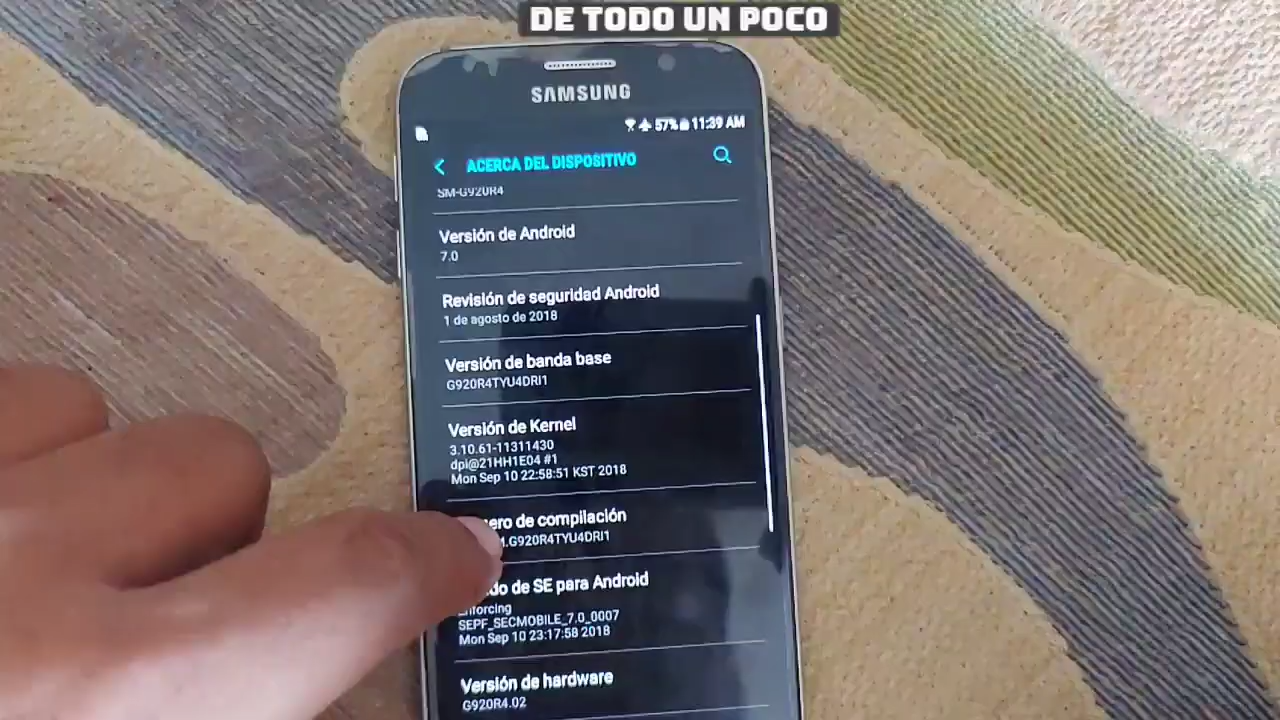 DE TODO UN POCO
SAMSUNG
57% 11:39 AM
ACERCA DEL DISPOSITIVO
SM-G920R4
Versión de Android
7.0
Revisión de seguridad Android
1 de agosto de 2018
Versión de banda base
G920R4TYU4DRI1
Versión de Kernel
3.10.61-11311430
dpi@21HH1E04 #1
Mon Sep 10 22:58:51 KST 2018
de compilación
G920R4TYU4DRI1
de SE para Android
Enforcing
SEPF_SECMOBILE_7.0_0007
Mon Sep 10 23:17:58 2018
Versión de hardware
G920R4.02